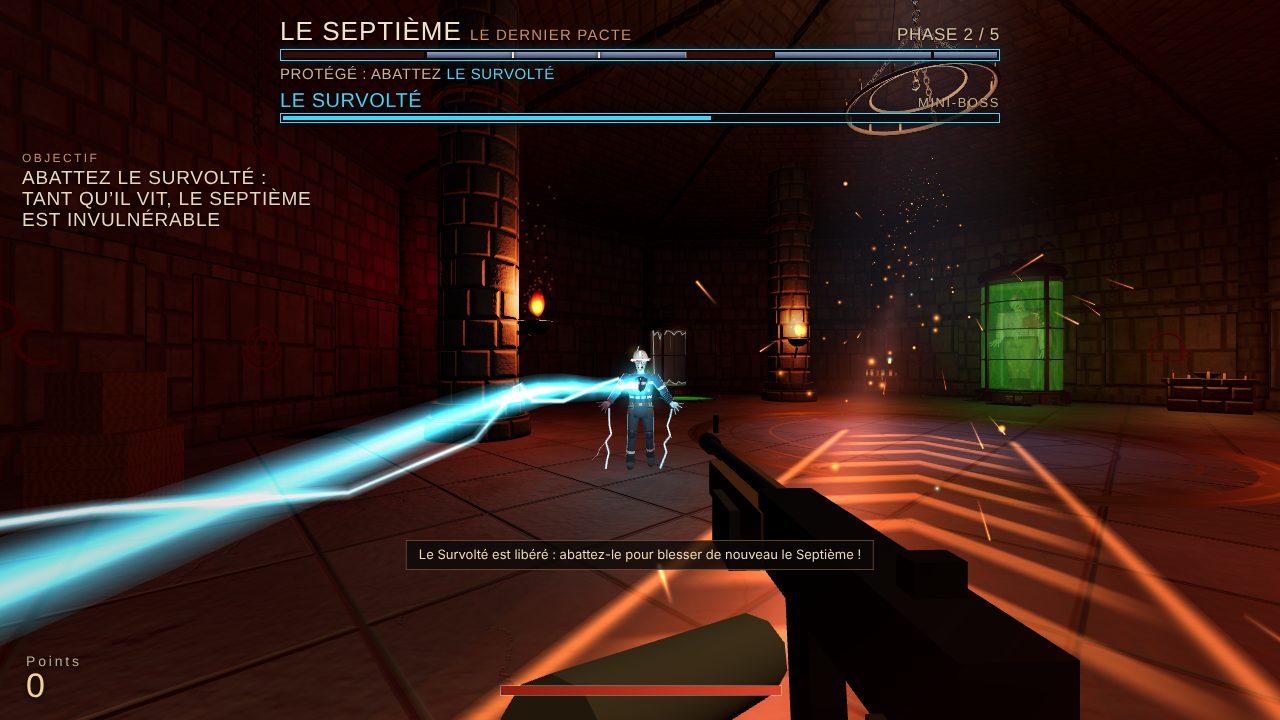 LE SEPTIÈME LE DERNIER PACTE
PHASE 2 / 5
PROTÉGÉ : ABATTEZ LE SURVOLTÉ
LE SURVOLTÉ
MINI-BOSS
OBJECTIF
ABATTEZ LE SURVOLTÉ :
TANT QU’IL VIT, LE SEPTIÈME
EST INVULNÉRABLE
Le Survolté est libéré : abattez-le pour blesser de nouveau le Septième !
Points
0